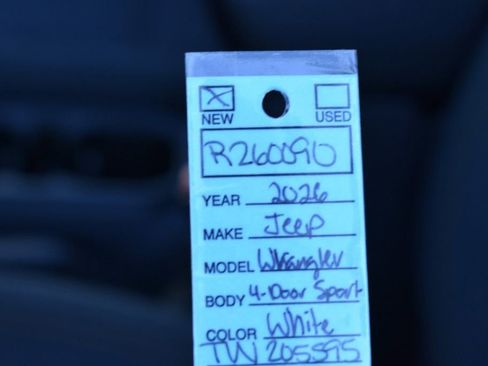 NEW USED
R260090
YEAR 2026
MAKE Jeep
MODEL Wrangler
BODY 4-Door Sport
COLOR White
TW 205595